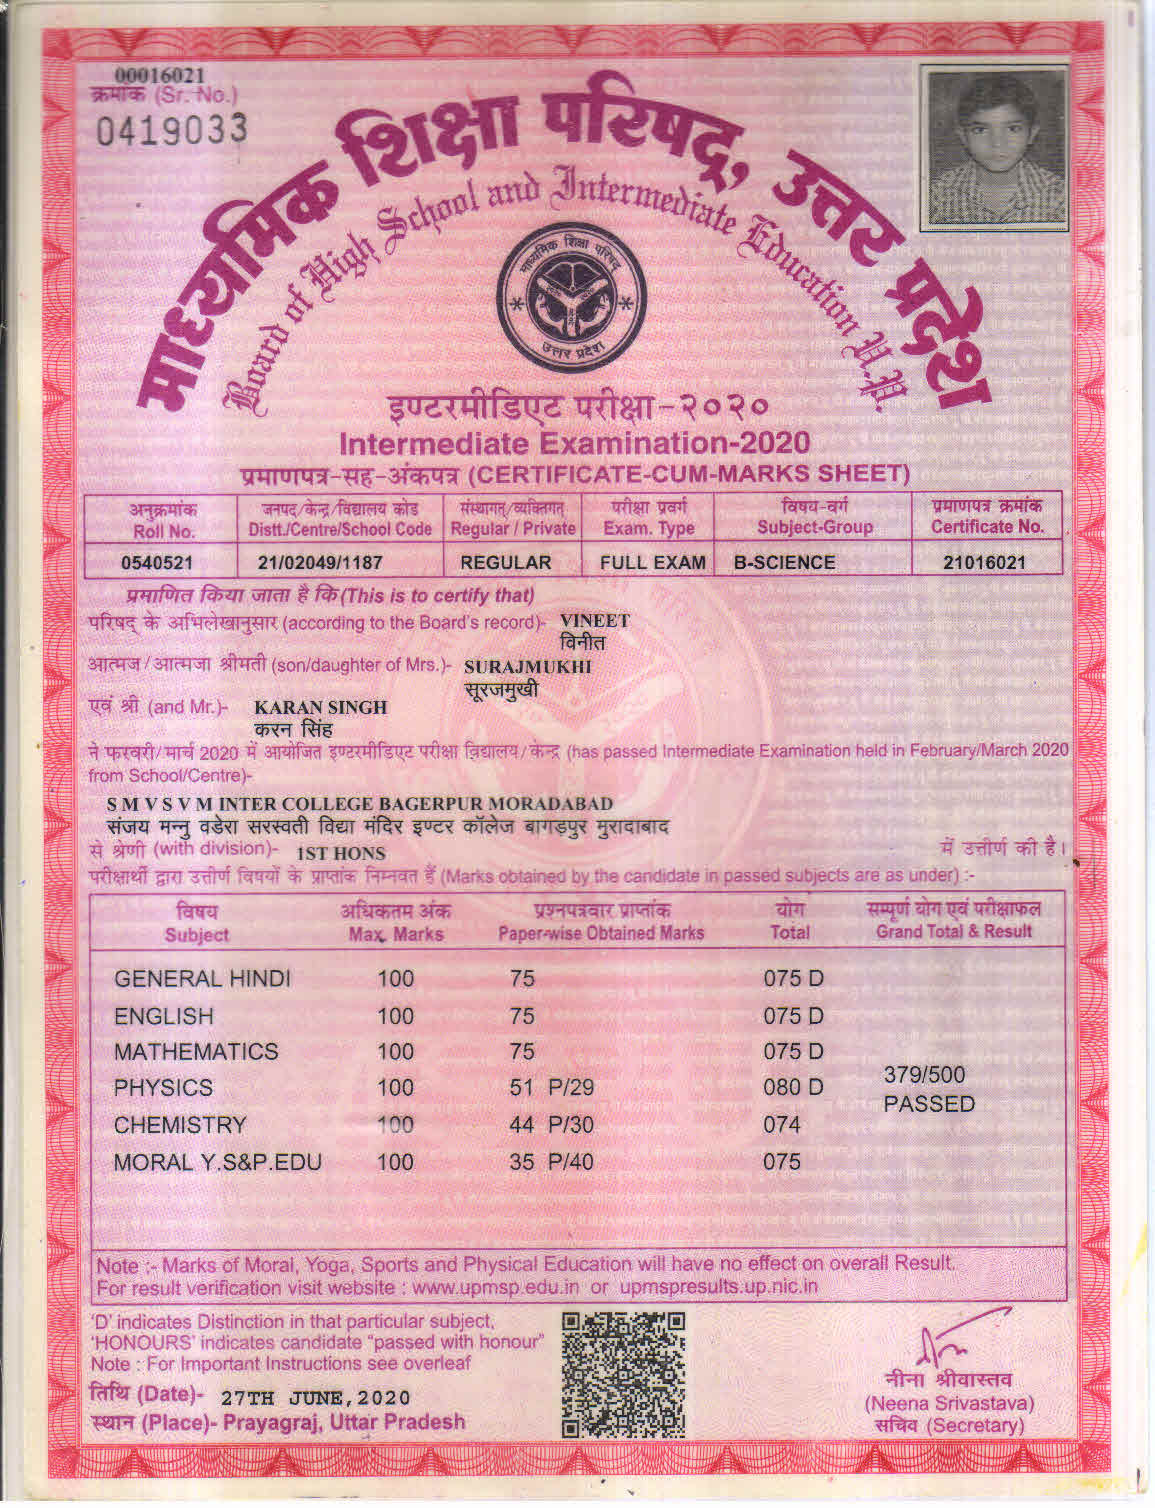 00016021
क्रमांक (Sr. No.)
0419033
माध्यमिक शिक्षा परिषद्, उत्तर प्रदेश
Board of High School and Intermediate Education U.P.
माध्यमिक शिक्षा परिषद्
उत्तर प्रदेश
इण्टरमीडिएट परीक्षा-२०२०
Intermediate Examination-2020
प्रमाणपत्र-सह-अंकपत्र (CERTIFICATE-CUM-MARKS SHEET)
अनुक्रमांक जनपद/केन्द्र/विद्यालय कोड संस्थागत्/व्यक्तिगत् परीक्षा प्रवर्ग विषय-वर्ग प्रमाणपत्र क्रमांक
Roll No. Distt./Centre/School Code Regular / Private Exam. Type Subject-Group Certificate No.
0540521 21/02049/1187 REGULAR FULL EXAM B-SCIENCE 21016021
प्रमाणित किया जाता है कि (This is to certify that)
परिषद् के अभिलेखानुसार (according to the Board's record)- VINEET
विनीत
आत्मज/आत्मजा श्रीमती (son/daughter of Mrs.)- SURAJMUKHI
सूरजमुखी
एवं श्री (and Mr.)- KARAN SINGH
करन सिंह
ने फरवरी/मार्च 2020 में आयोजित इण्टरमीडिएट परीक्षा विद्यालय/केन्द्र (has passed Intermediate Examination held in February/March 2020
from School/Centre)-
S M V S V M INTER COLLEGE BAGERPUR MORADABAD
संजय मन्नु वडेरा सरस्वती विद्या मंदिर इण्टर कॉलेज बागड़पुर मुरादाबाद
से श्रेणी (with division)- 1ST HONS में उत्तीर्ण की है।
परीक्षार्थी द्वारा उत्तीर्ण विषयों के प्राप्तांक निम्नवत हैं (Marks obtained by the candidate in passed subjects are as under) :-
विषय अधिकतम अंक प्रश्नपत्रवार प्राप्तांक योग सम्पूर्ण योग एवं परीक्षाफल
Subject Max. Marks Paper-wise Obtained Marks Total Grand Total & Result
GENERAL HINDI 100 75 075 D
ENGLISH 100 75 075 D
MATHEMATICS 100 75 075 D
379/500
PHYSICS 100 51 P/29 080 D
PASSED
CHEMISTRY 100 44 P/30 074
MORAL Y.S&P.EDU 100 35 P/40 075
Note :- Marks of Moral, Yoga, Sports and Physical Education will have no effect on overall Result.
For result verification visit website : www.upmsp.edu.in or upmspresults.up.nic.in
'D' indicates Distinction in that particular subject,
'HONOURS' indicates candidate "passed with honour"
Note : For Important Instructions see overleaf
तिथि (Date)- 27TH JUNE,2020
स्थान (Place)- Prayagraj, Uttar Pradesh
नीना श्रीवास्तव
(Neena Srivastava)
सचिव (Secretary)